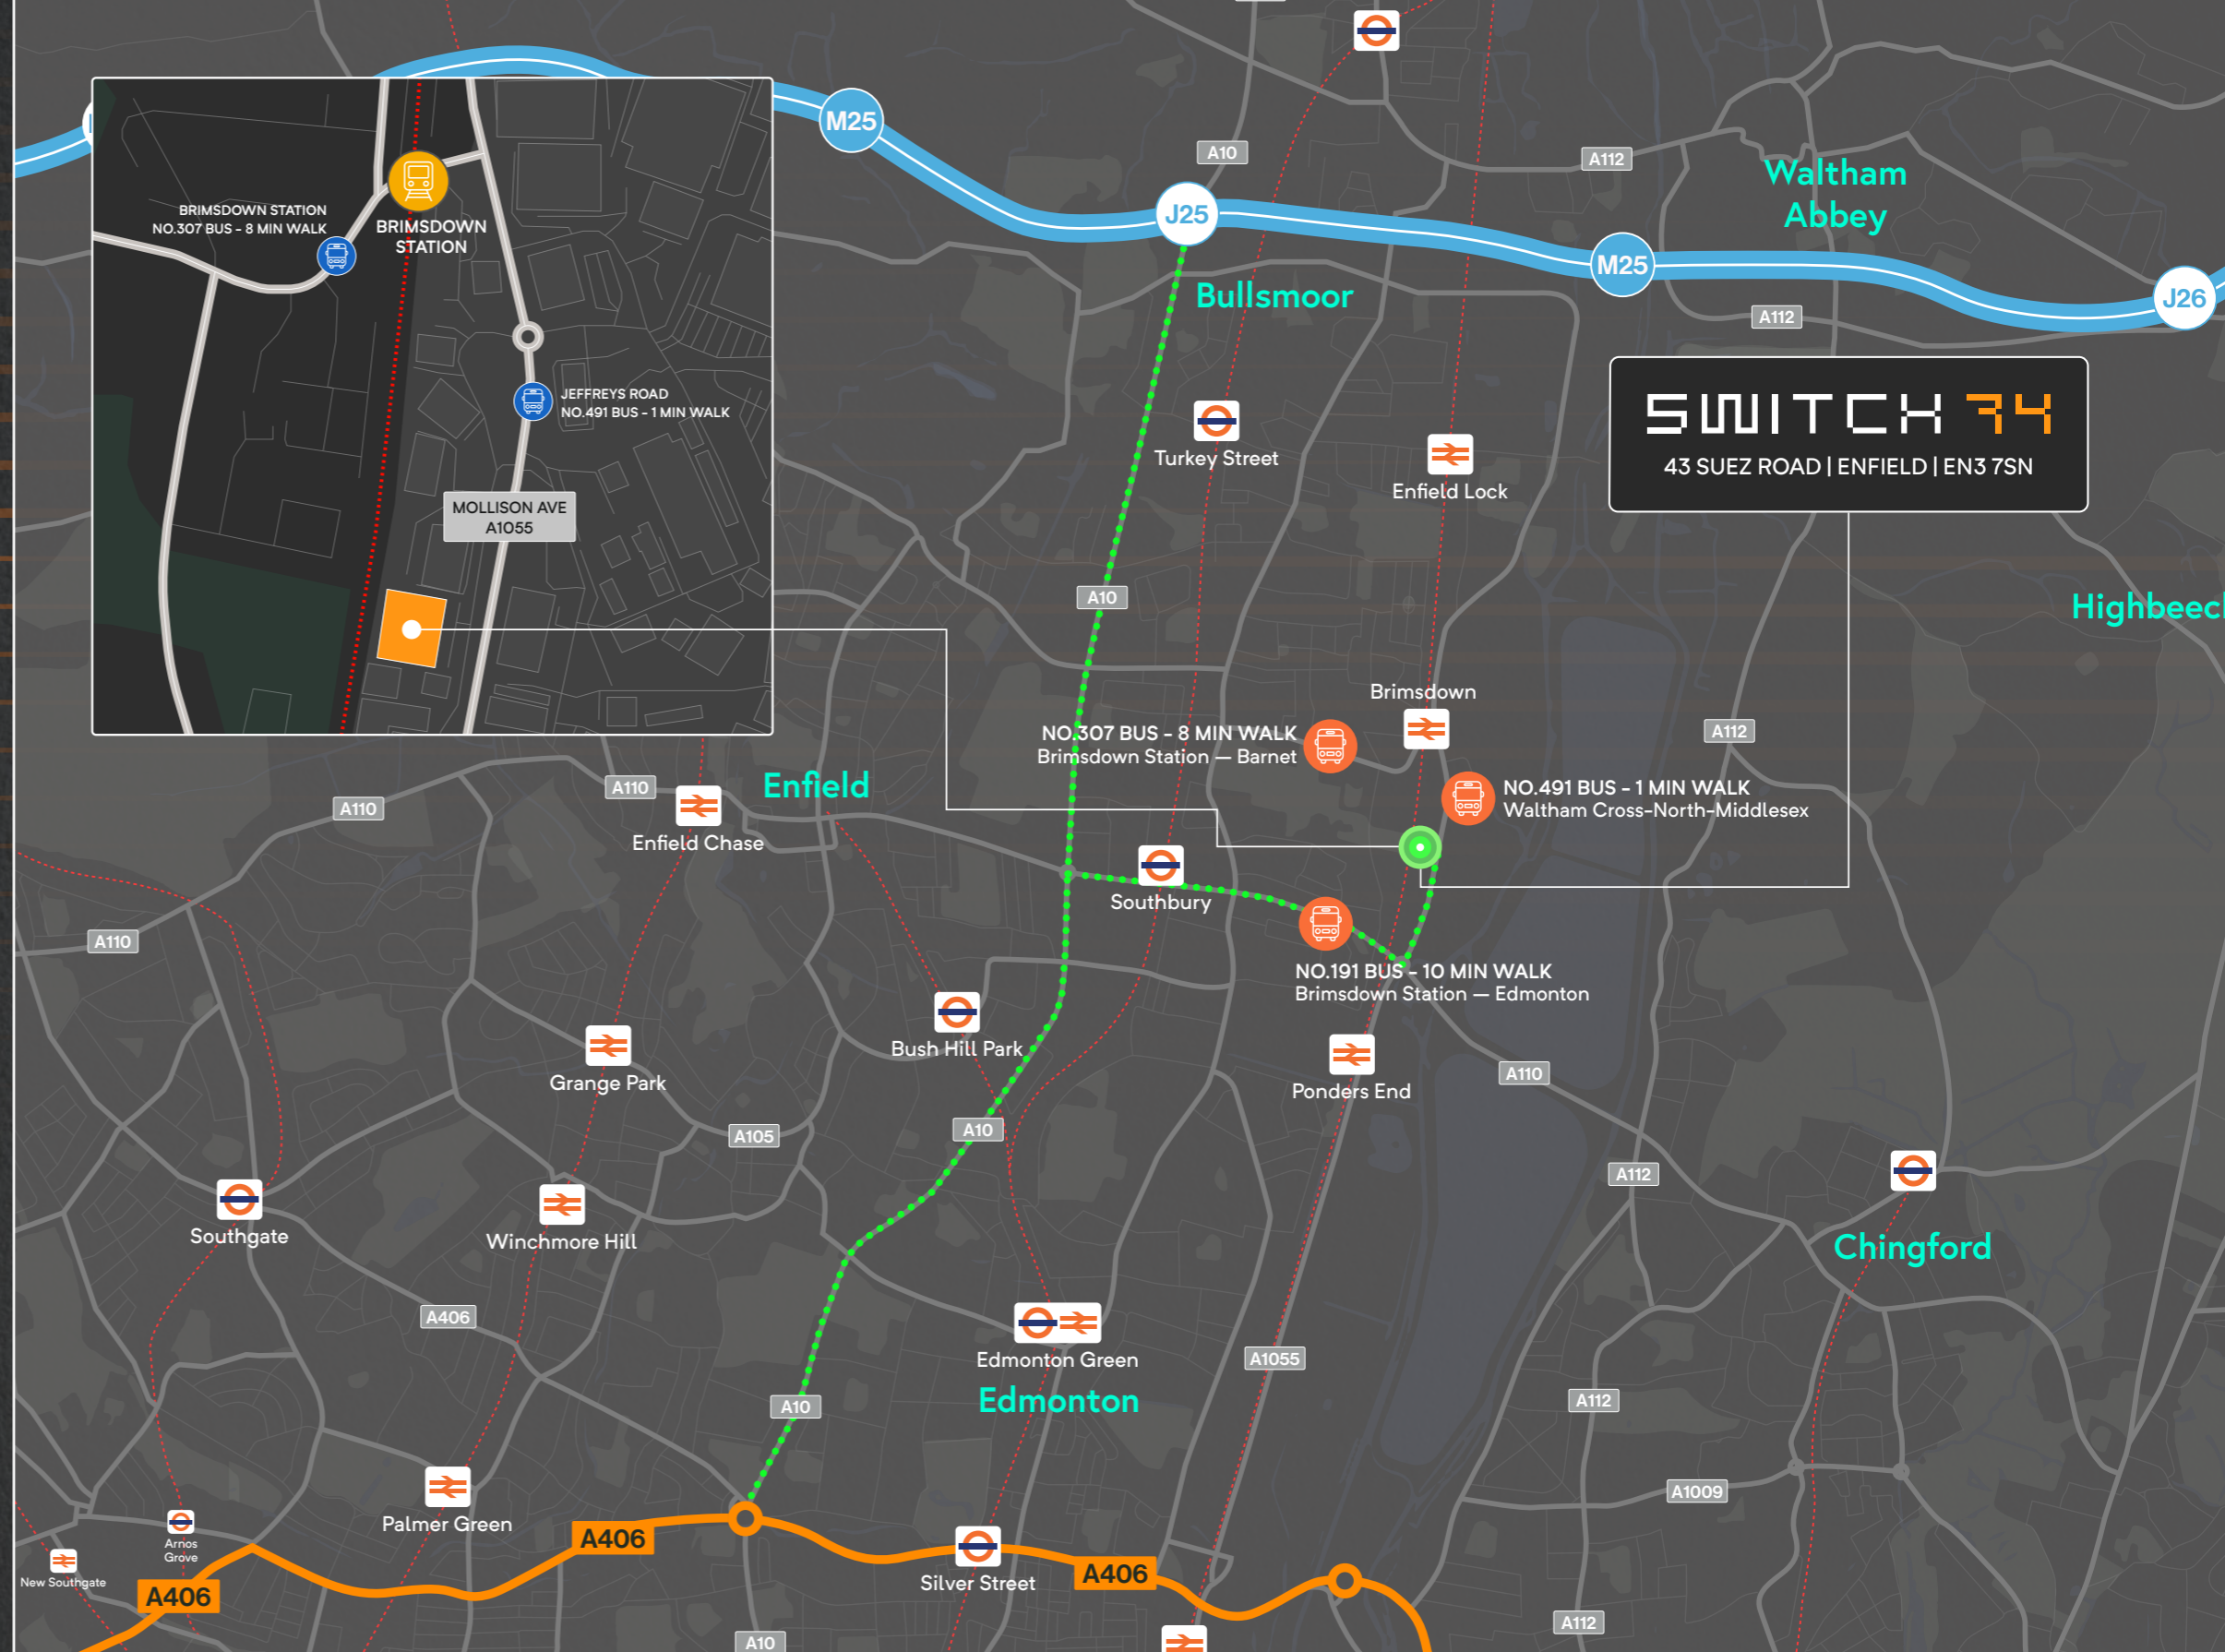 M25
A10
A112
Waltham
Abbey
J25
M25
J26
Bullsmoor
A112
BRIMSDOWN STATION
NO.307 BUS - 8 MIN WALK
BRIMSDOWN
STATION
JEFFREYS ROAD
NO.491 BUS - 1 MIN WALK
MOLLISON AVE
A1055
SWITCH 74
43 SUEZ ROAD | ENFIELD | EN3 7SN
Turkey Street
Enfield Lock
A10
Highbeech
Brimsdown
NO.307 BUS - 8 MIN WALK
Brimsdown Station — Barnet
A112
NO.491 BUS - 1 MIN WALK
Waltham Cross-North-Middlesex
Enfield
A110
A110
Enfield Chase
Southbury
A110
NO.191 BUS - 10 MIN WALK
Brimsdown Station — Edmonton
Bush Hill Park
Grange Park
Ponders End
A110
A10
A105
A112
Southgate
Winchmore Hill
Chingford
A406
Edmonton Green
A1055
Edmonton
A10
A112
A1009
Palmer Green
Arnos
Grove
New Southgate
A406
A406
Silver Street
A406
A10
A112